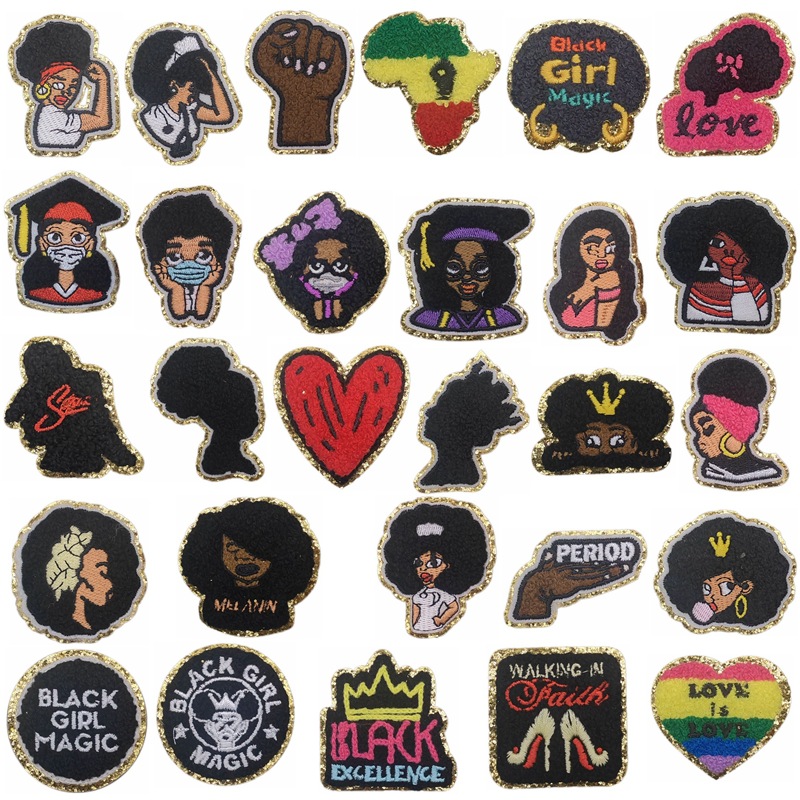 Black
Girl
Magic
love
MELANIN
PERIOD
BLACK
GIRL
MAGIC
BLACK GIRL
MAGIC
BLACK
EXCELLENCE
WALKING-IN
Faith
LOVE
is
LOVE